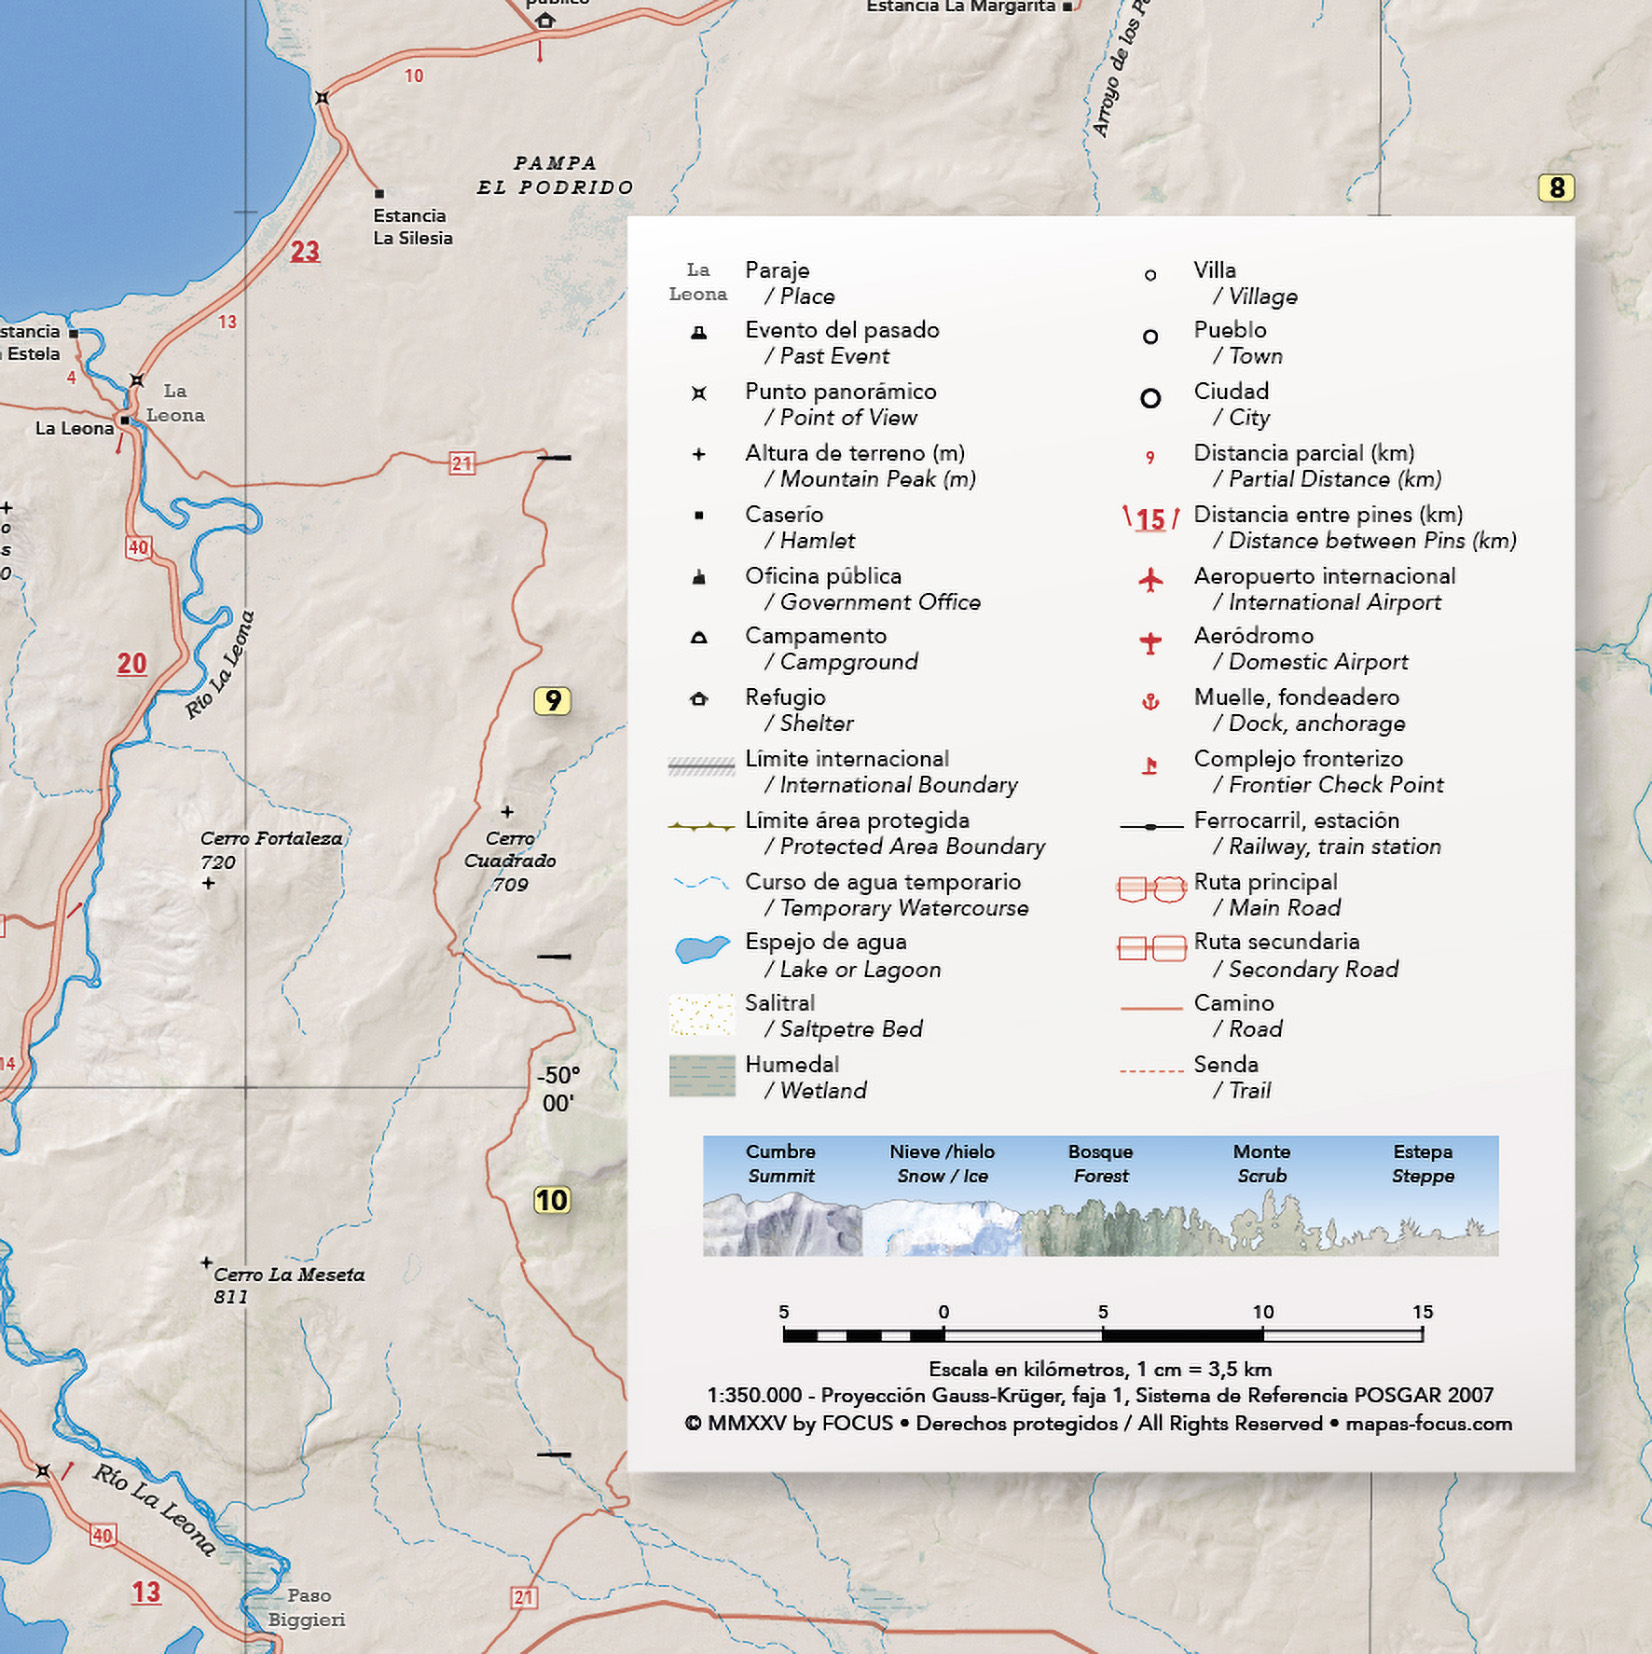 público
Estancia La Margarita
Arroyo de los
10
PAMPA
EL PODRIDO
8
Estancia
La Silesia
23
13
stancia
Estela
4
La
Leona
La Leona
21
40
20
Río La Leona
9
Cerro Fortaleza
720
Cerro
Cuadrado
709
14
-50°
00'
10
Cerro La Meseta
811
Río La Leona
40
13
Paso
Biggieri
21
La
Leona
Paraje
/ Place
Evento del pasado
/ Past Event
Punto panorámico
/ Point of View
Altura de terreno (m)
/ Mountain Peak (m)
Caserío
/ Hamlet
Oficina pública
/ Government Office
Campamento
/ Campground
Refugio
/ Shelter
Límite internacional
/ International Boundary
Límite área protegida
/ Protected Area Boundary
Curso de agua temporario
/ Temporary Watercourse
Espejo de agua
/ Lake or Lagoon
Salitral
/ Saltpetre Bed
Humedal
/ Wetland
Villa
/ Village
Pueblo
/ Town
Ciudad
/ City
9
Distancia parcial (km)
/ Partial Distance (km)
15
Distancia entre pines (km)
/ Distance between Pins (km)
Aeropuerto internacional
/ International Airport
Aeródromo
/ Domestic Airport
Muelle, fondeadero
/ Dock, anchorage
Complejo fronterizo
/ Frontier Check Point
Ferrocarril, estación
/ Railway, train station
Ruta principal
/ Main Road
Ruta secundaria
/ Secondary Road
Camino
/ Road
Senda
/ Trail
Cumbre Nieve /hielo Bosque Monte Estepa
Summit Snow / Ice Forest Scrub Steppe
5 0 5 10 15
Escala en kilómetros, 1 cm = 3,5 km
1:350.000 - Proyección Gauss-Krüger, faja 1, Sistema de Referencia POSGAR 2007
© MMXXV by FOCUS • Derechos protegidos / All Rights Reserved • mapas-focus.com